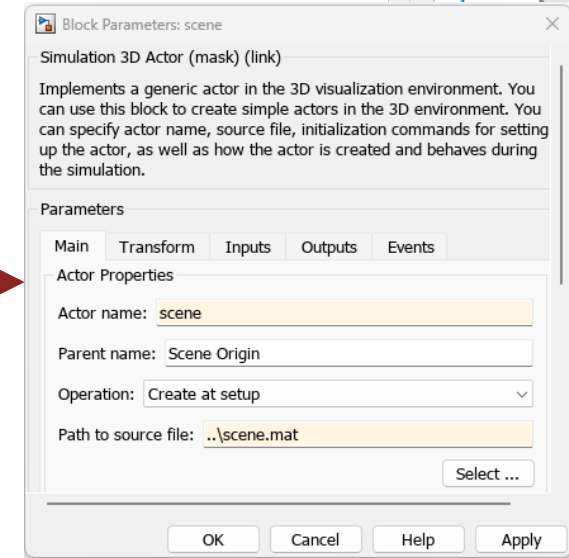 Block Parameters: scene
Simulation 3D Actor (mask) (link)
Implements a generic actor in the 3D visualization environment. You
can use this block to create simple actors in the 3D environment. You
can specify actor name, source file, initialization commands for setting
up the actor, as well as how the actor is created and behaves during
the simulation.
Parameters
Main Transform Inputs Outputs Events
Actor Properties
Actor name: scene
Parent name: Scene Origin
Operation: Create at setup
Path to source file: ..\scene.mat
Select ...
OK Cancel Help Apply